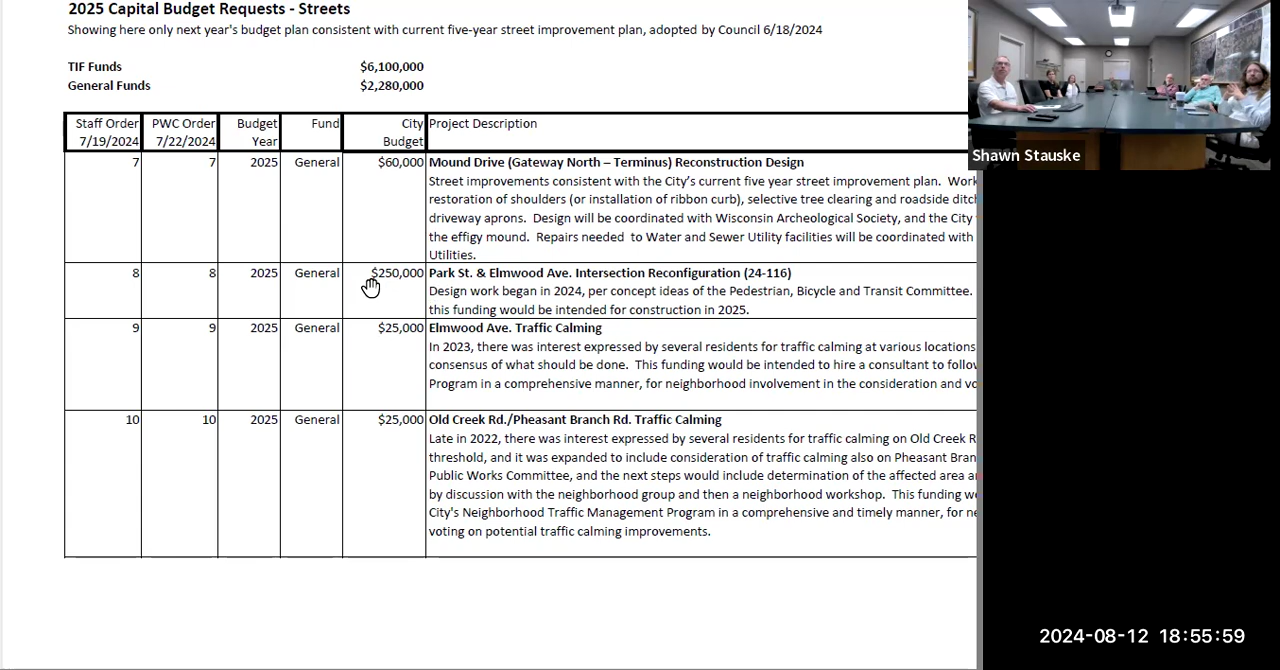 2025 Capital Budget Requests - Streets
Showing here only next year's budget plan consistent with current five-year street improvement plan, adopted by Council 6/18/2024
TIF Funds $6,100,000
General Funds $2,280,000
Staff Order PWC Order Budget Fund City Project Description
7/19/2024 7/22/2024 Year Budget
7 7 2025 General $60,000 Mound Drive (Gateway North – Terminus) Reconstruction Design
Street improvements consistent with the City's current five year street improvement plan. Work
restoration of shoulders (or installation of ribbon curb), selective tree clearing and roadside ditch
driveway aprons. Design will be coordinated with Wisconsin Archeological Society, and the City
the effigy mound. Repairs needed to Water and Sewer Utility facilities will be coordinated with
Utilities.
8 8 2025 General $250,000 Park St. & Elmwood Ave. Intersection Reconfiguration (24-116)
Design work began in 2024, per concept ideas of the Pedestrian, Bicycle and Transit Committee.
this funding would be intended for construction in 2025.
9 9 2025 General $25,000 Elmwood Ave. Traffic Calming
In 2023, there was interest expressed by several residents for traffic calming at various locations
consensus of what should be done. This funding would be intended to hire a consultant to follow
Program in a comprehensive manner, for neighborhood involvement in the consideration and vo
10 10 2025 General $25,000 Old Creek Rd./Pheasant Branch Rd. Traffic Calming
Late in 2022, there was interest expressed by several residents for traffic calming on Old Creek R
threshold, and it was expanded to include consideration of traffic calming also on Pheasant Bran
Public Works Committee, and the next steps would include determination of the affected area a
by discussion with the neighborhood group and then a neighborhood workshop. This funding w
City's Neighborhood Traffic Management Program in a comprehensive and timely manner, for ne
voting on potential traffic calming improvements.
Shawn Stauske
2024-08-12 18:55:59